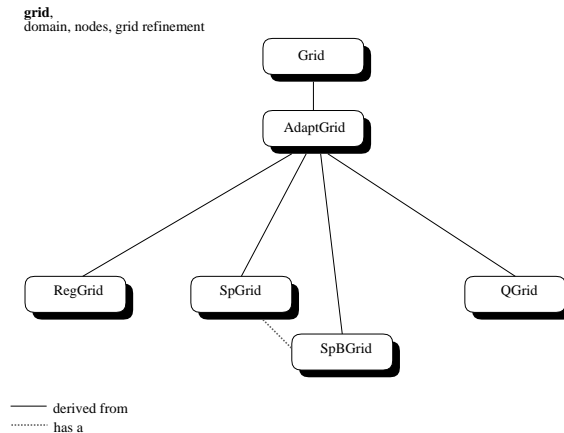 grid,
domain, nodes, grid refinement
Grid
AdaptGrid
RegGrid
SpGrid
QGrid
SpBGrid
derived from
has a